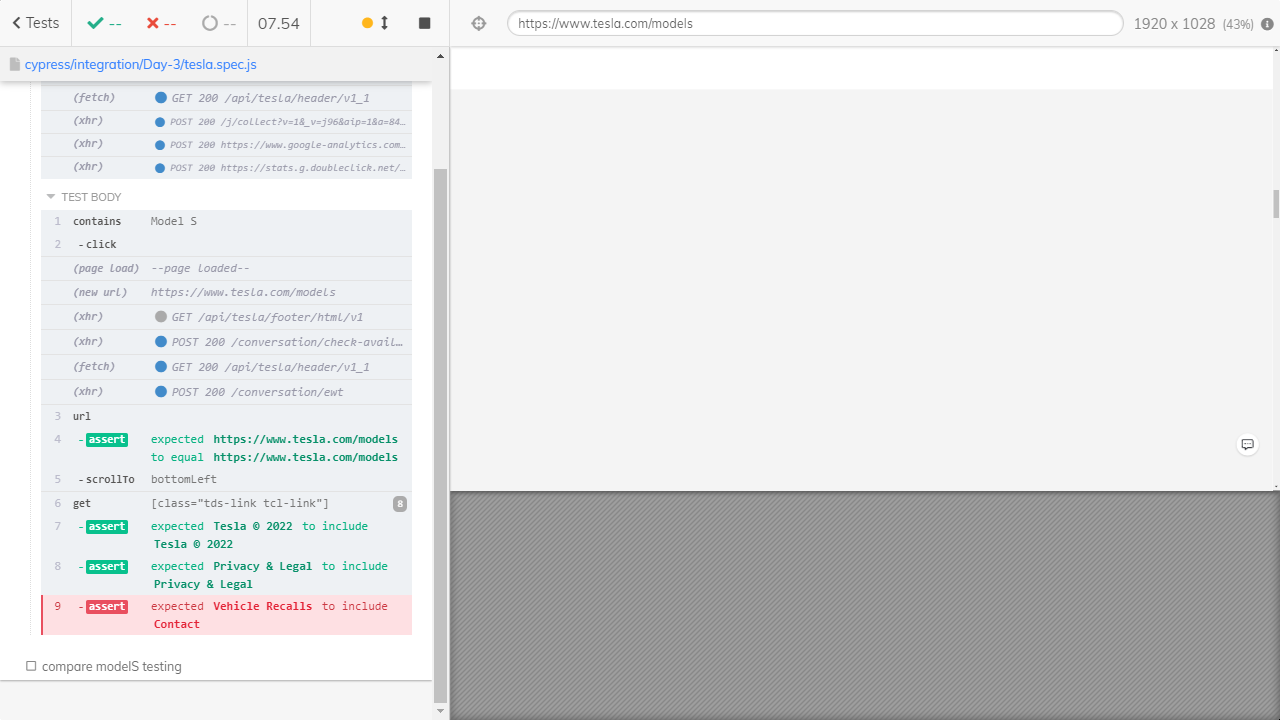 Tests
--
--
--
07.54
https://www.tesla.com/models
1920 x 1028 (43%)
cypress/integration/Day-3/tesla.spec.js
(fetch) GET 200 /api/tesla/header/v1_1
(xhr) POST 200 /j/collect?v=1&_v=j96&aip=1&a=84…
(xhr) POST 200 https://www.google-analytics.com…
(xhr) POST 200 https://stats.g.doubleclick.net/…
TEST BODY
1 contains Model S
2 -click
(page load) --page loaded--
(new url) https://www.tesla.com/models
(xhr) GET /api/tesla/footer/html/v1
(xhr) POST 200 /conversation/check-avail…
(fetch) GET 200 /api/tesla/header/v1_1
(xhr) POST 200 /conversation/ewt
3 url
4 -assert expected https://www.tesla.com/models
to equal https://www.tesla.com/models
5 -scrollTo bottomLeft
6 get [class="tds-link tcl-link"] 8
7 -assert expected Tesla © 2022 to include
Tesla © 2022
8 -assert expected Privacy & Legal to include
Privacy & Legal
9 -assert expected Vehicle Recalls to include
Contact
compare modelS testing